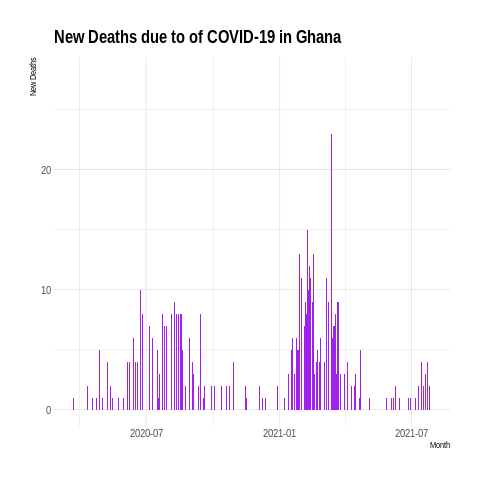 New Deaths due to of COVID-19 in Ghana
New Deaths
20
10
0
2020-07
2021-01
2021-07
Month